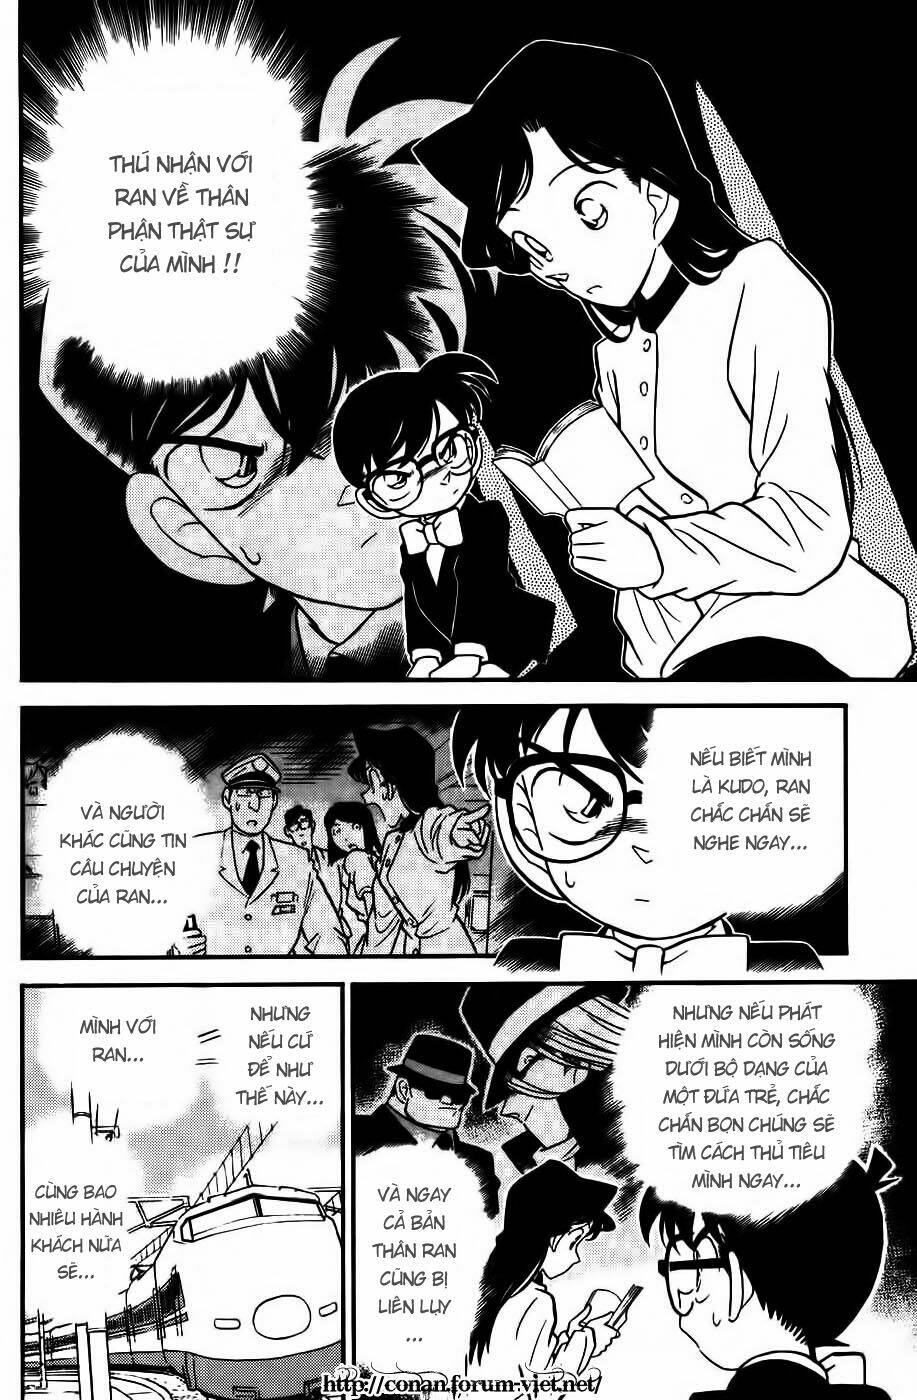 THÚ NHẬN VỚI
RAN VỀ THÂN
PHẬN THẬT SỰ
CỦA MÌNH !!
NẾU BIẾT MÌNH
LÀ KUDO, RAN
CHẮC CHẮN SẼ
NGHE NGAY...
VÀ NGƯỜI
KHÁC CŨNG TIN
CÂU CHUYỆN
CỦA RAN...
NHƯNG NẾU PHÁT
HIỆN MÌNH CÒN SỐNG
DƯỚI BỘ DẠNG CỦA
MỘT ĐỨA TRẺ, CHẮC
CHẮN BỌN CHÚNG SẼ
TÌM CÁCH THỦ TIÊU
MÌNH NGAY...
VÀ NGAY
CẢ BẢN
THÂN RAN
CŨNG BỊ
LIÊN LỤY
...
NHƯNG
NẾU CỨ
ĐỂ NHƯ
THẾ NÀY...
MÌNH VỚI
RAN...
CÙNG BAO
NHIÊU HÀNH
KHÁCH NỮA
SẼ...
http://conan.forum-viet.net/